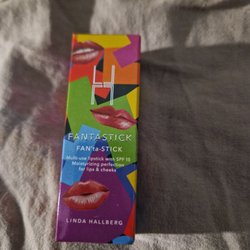 H
FANTASTICK
FAN'ta-STICK
Multi-use lipstick with SPF 15
Moisturizing perfection
for lips & cheeks
LINDA HALLBERG